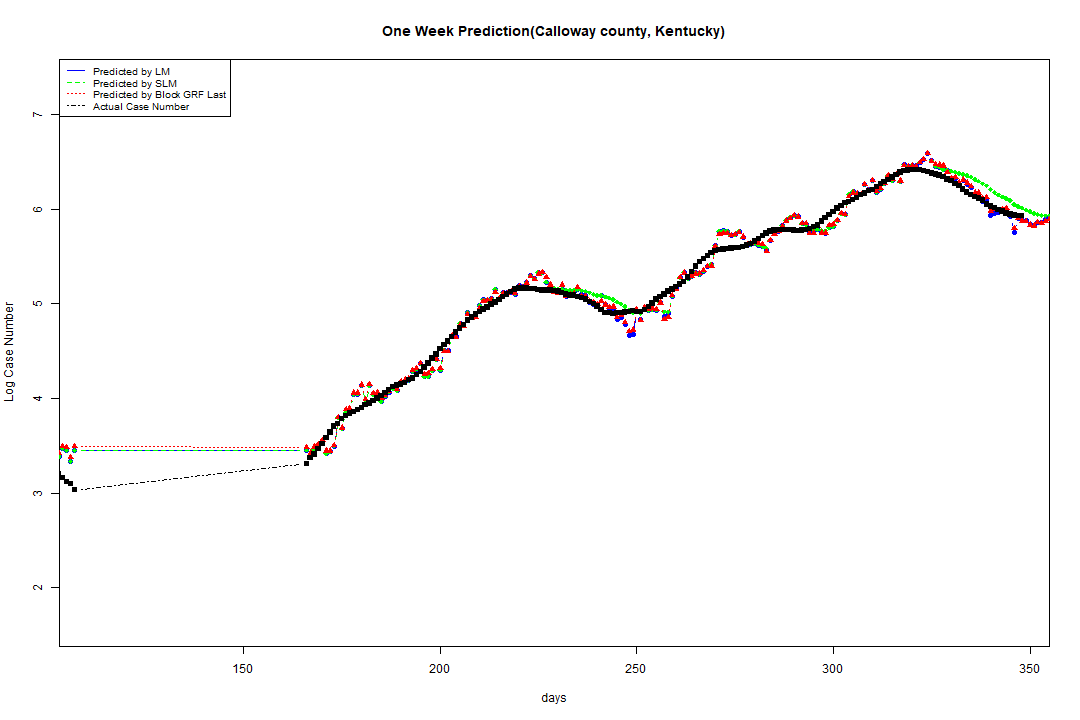 One Week Prediction(Calloway county, Kentucky)
Predicted by LM
Predicted by SLM
Predicted by Block GRF Last
Actual Case Number
Log Case Number
7
6
5
4
3
2
150 200 250 300 350
days